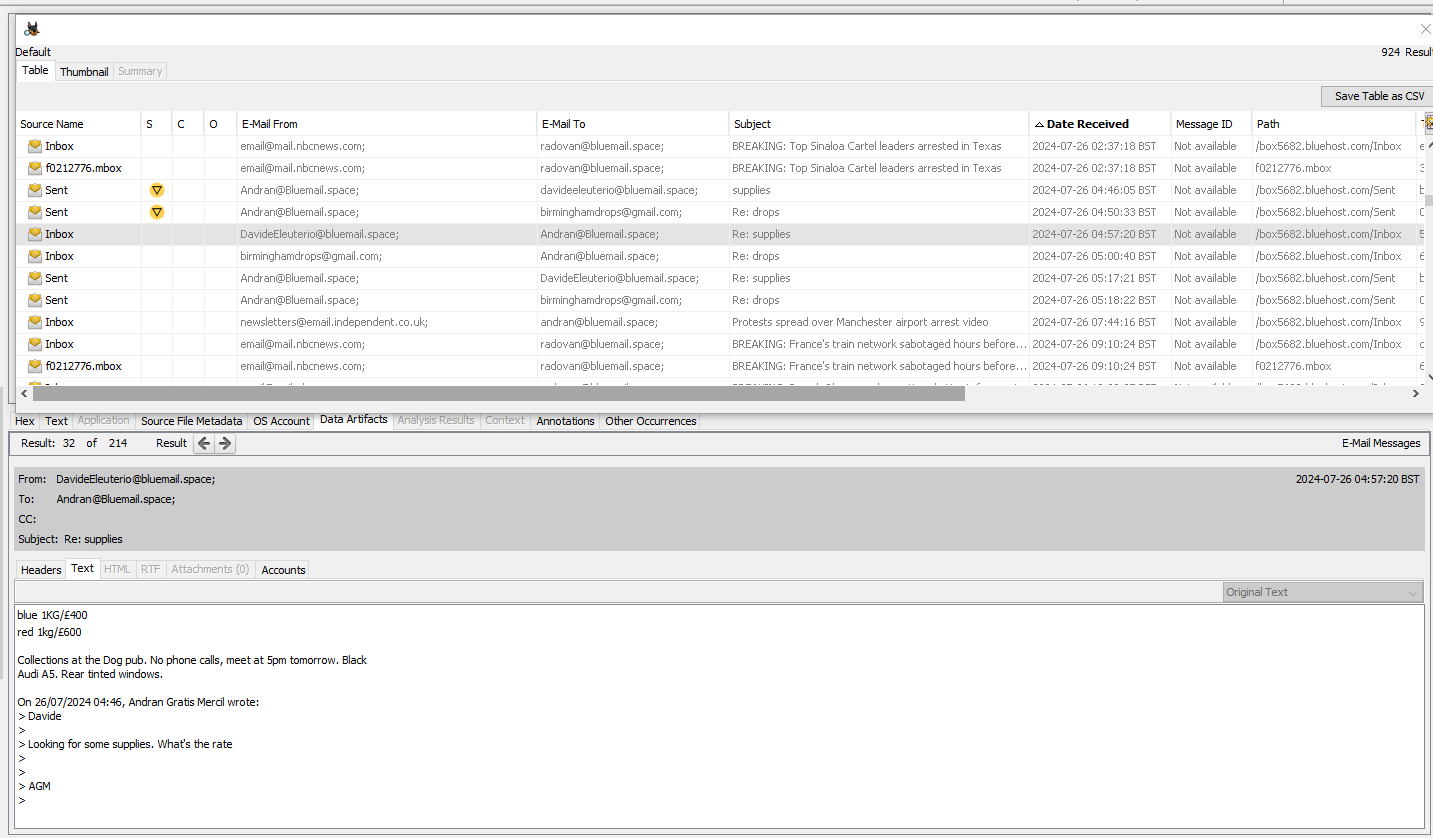 Default 924 Result
Table Thumbnail Summary
Save Table as CSV
Source Name S C O E-Mail From E-Mail To Subject Date Received Message ID Path
Inbox email@mail.nbcnews.com; radovan@bluemail.space; BREAKING: Top Sinaloa Cartel leaders arrested in Texas 2024-07-26 02:37:18 BST Not available /box5682.bluehost.com/Inbox
f0212776.mbox email@mail.nbcnews.com; radovan@bluemail.space; BREAKING: Top Sinaloa Cartel leaders arrested in Texas 2024-07-26 02:37:18 BST Not available f0212776.mbox
Sent Andran@Bluemail.space; davideeleuterio@bluemail.space; supplies 2024-07-26 04:46:05 BST Not available /box5682.bluehost.com/Sent
Sent Andran@Bluemail.space; birminghamdrops@gmail.com; Re: drops 2024-07-26 04:50:33 BST Not available /box5682.bluehost.com/Sent
Inbox DavideEleuterio@bluemail.space; Andran@Bluemail.space; Re: supplies 2024-07-26 04:57:20 BST Not available /box5682.bluehost.com/Inbox
Inbox birminghamdrops@gmail.com; Andran@Bluemail.space; Re: drops 2024-07-26 05:00:40 BST Not available /box5682.bluehost.com/Inbox
Sent Andran@Bluemail.space; DavideEleuterio@bluemail.space; Re: supplies 2024-07-26 05:17:21 BST Not available /box5682.bluehost.com/Sent
Sent Andran@Bluemail.space; birminghamdrops@gmail.com; Re: drops 2024-07-26 05:18:22 BST Not available /box5682.bluehost.com/Sent
Inbox newsletters@email.independent.co.uk; andran@bluemail.space; Protests spread over Manchester airport arrest video 2024-07-26 07:44:16 BST Not available /box5682.bluehost.com/Inbox
Inbox email@mail.nbcnews.com; radovan@bluemail.space; BREAKING: France's train network sabotaged hours before... 2024-07-26 09:10:24 BST Not available /box5682.bluehost.com/Inbox
f0212776.mbox email@mail.nbcnews.com; radovan@bluemail.space; BREAKING: France's train network sabotaged hours before... 2024-07-26 09:10:24 BST Not available f0212776.mbox
Hex Text Application Source File Metadata OS Account Data Artifacts Analysis Results Context Annotations Other Occurrences
Result: 32 of 214 Result E-Mail Messages
From: DavideEleuterio@bluemail.space; 2024-07-26 04:57:20 BST
To: Andran@Bluemail.space;
CC:
Subject: Re: supplies
Headers Text HTML RTF Attachments (0) Accounts
Original Text
blue 1KG/£400
red 1kg/£600
Collections at the Dog pub. No phone calls, meet at 5pm tomorrow. Black
Audi A5. Rear tinted windows.
On 26/07/2024 04:46, Andran Gratis Mercil wrote:
> Davide
>
> Looking for some supplies. What's the rate
>
>
> AGM
>